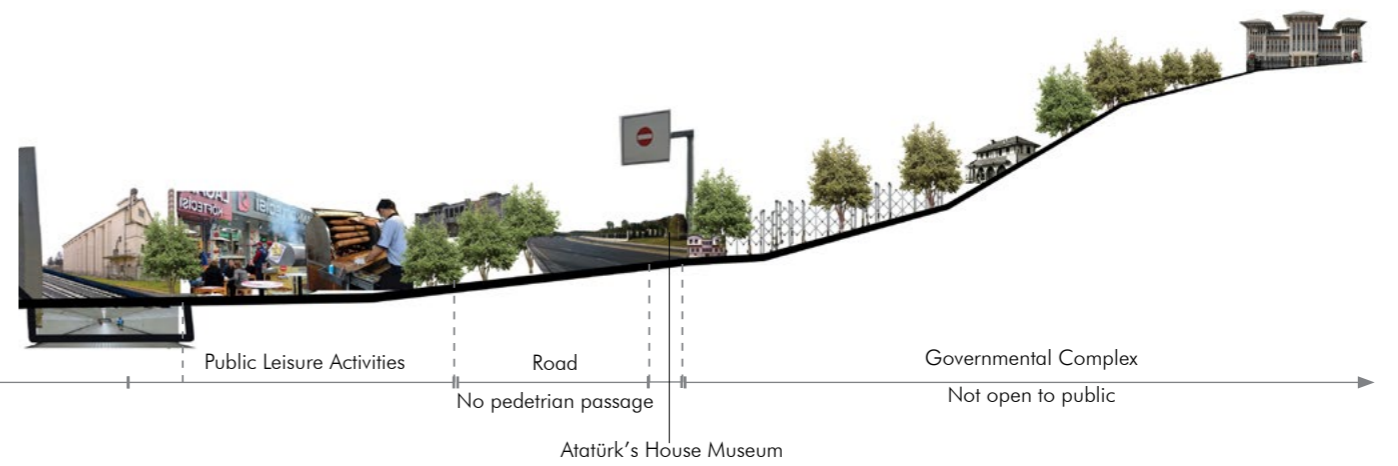 Public Leisure Activities
Road
No pedetrian passage
Atatürk's House Museum
Governmental Complex
Not open to public